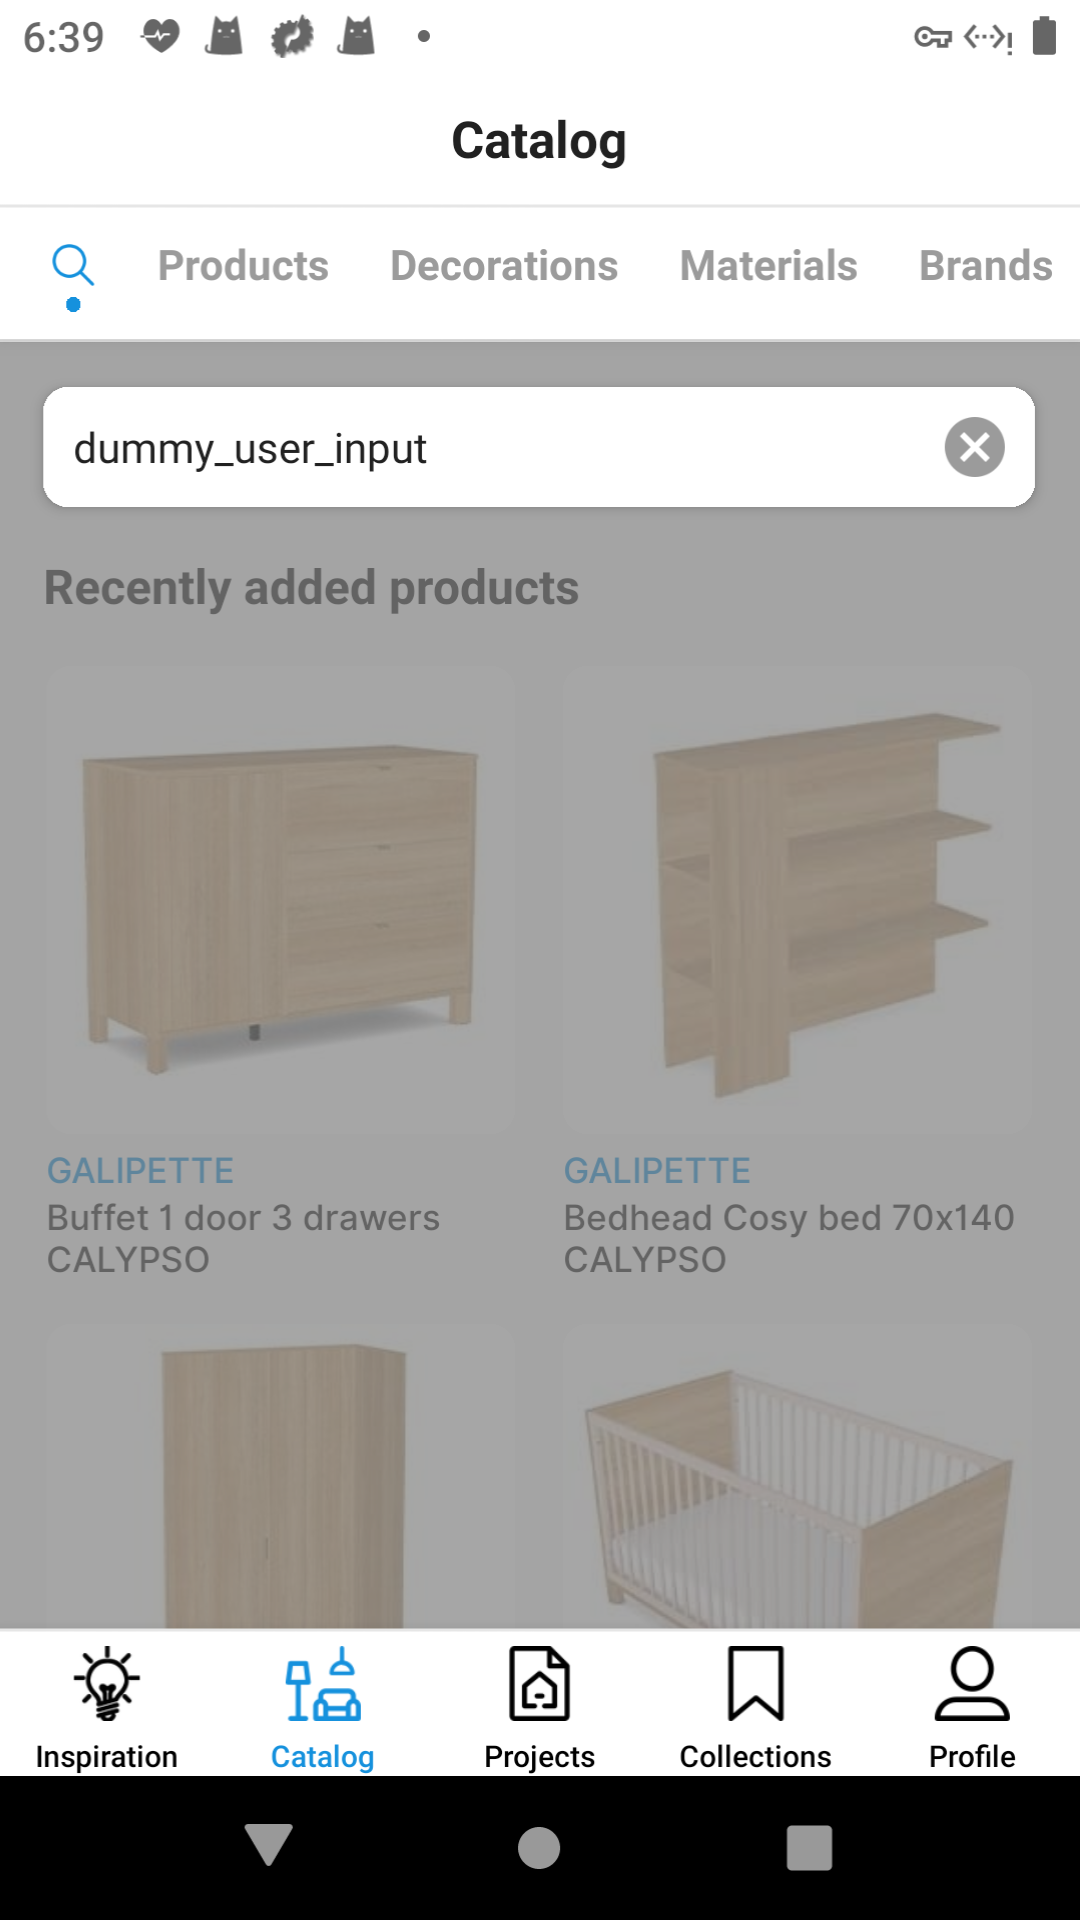 6:39
Catalog
Products Decorations Materials Brands
dummy_user_input
Recently added products
GALIPETTE
Buffet 1 door 3 drawers
CALYPSO
GALIPETTE
Bedhead Cosy bed 70x140
CALYPSO
Inspiration Catalog Projects Collections Profile